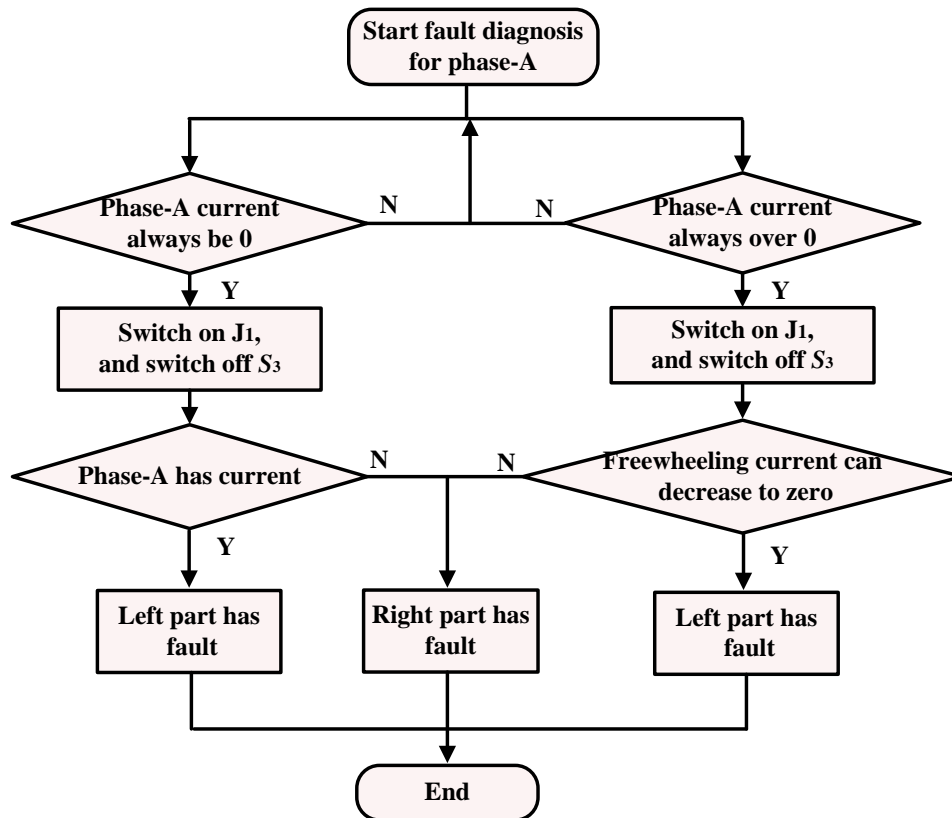 Start fault diagnosis
for phase-A
Phase-A current
always be 0
N
N
Phase-A current
always over 0
Y
Y
Switch on J1,
and switch off S3
Switch on J1,
and switch off S3
Phase-A has current
N
N
Freewheeling current can
decrease to zero
Y
Y
Left part has
fault
Right part has
fault
Left part has
fault
End